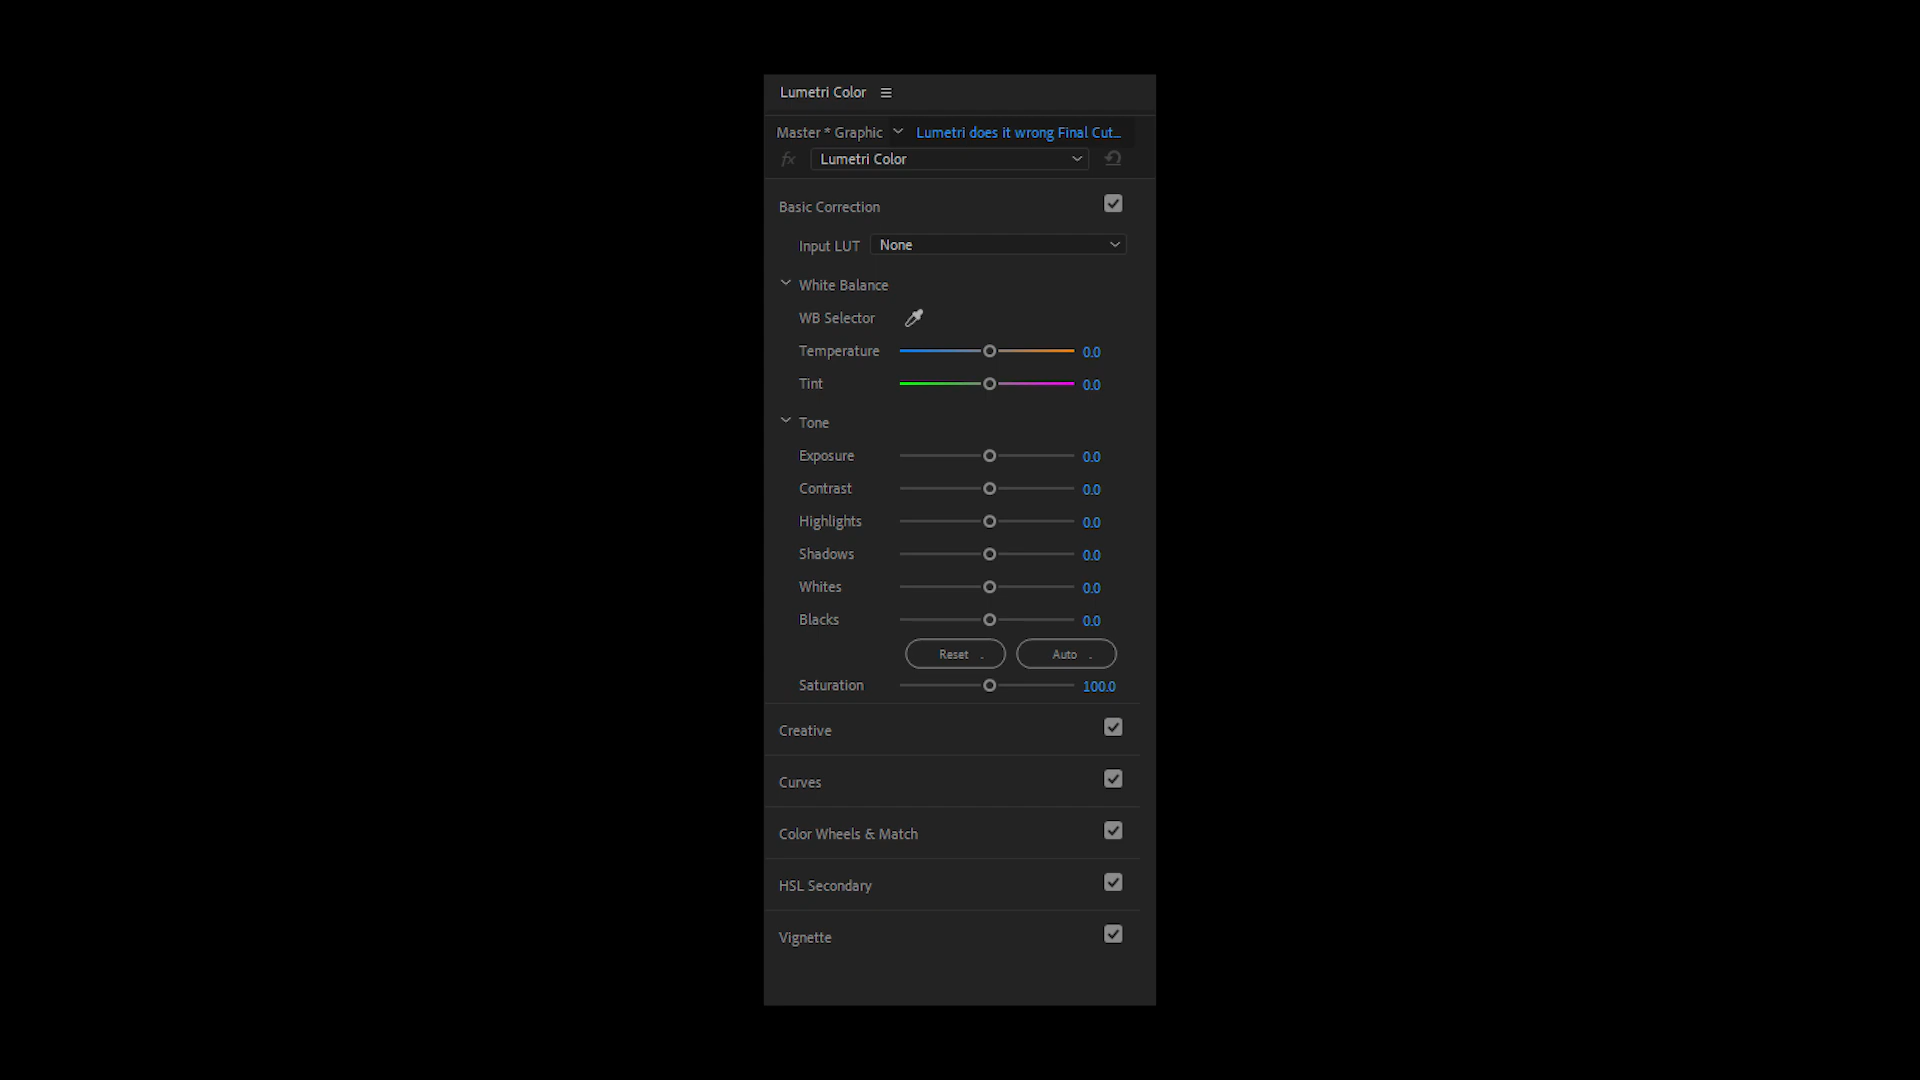 Lumetri Color
Master * Graphic Lumetri does it wrong Final Cut...
fx Lumetri Color
Basic Correction
Input LUT None
White Balance
WB Selector
Temperature 0.0
Tint 0.0
Tone
Exposure 0.0
Contrast 0.0
Highlights 0.0
Shadows 0.0
Whites 0.0
Blacks 0.0
Reset Auto
Saturation 100.0
Creative
Curves
Color Wheels & Match
HSL Secondary
Vignette